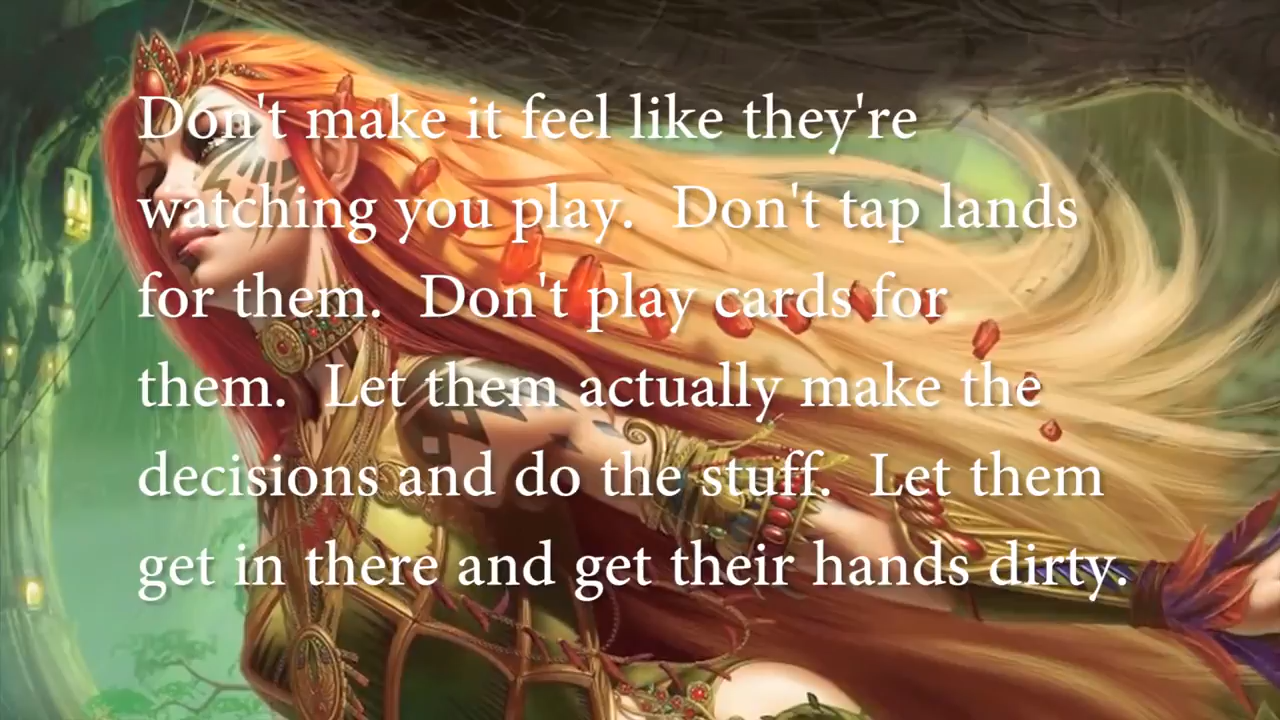 Don't make it feel like they're
watching you play.  Don't tap lands
for them.  Don't play cards for
them.  Let them actually make the
decisions and do the stuff.  Let them
get in there and get their hands dirty.